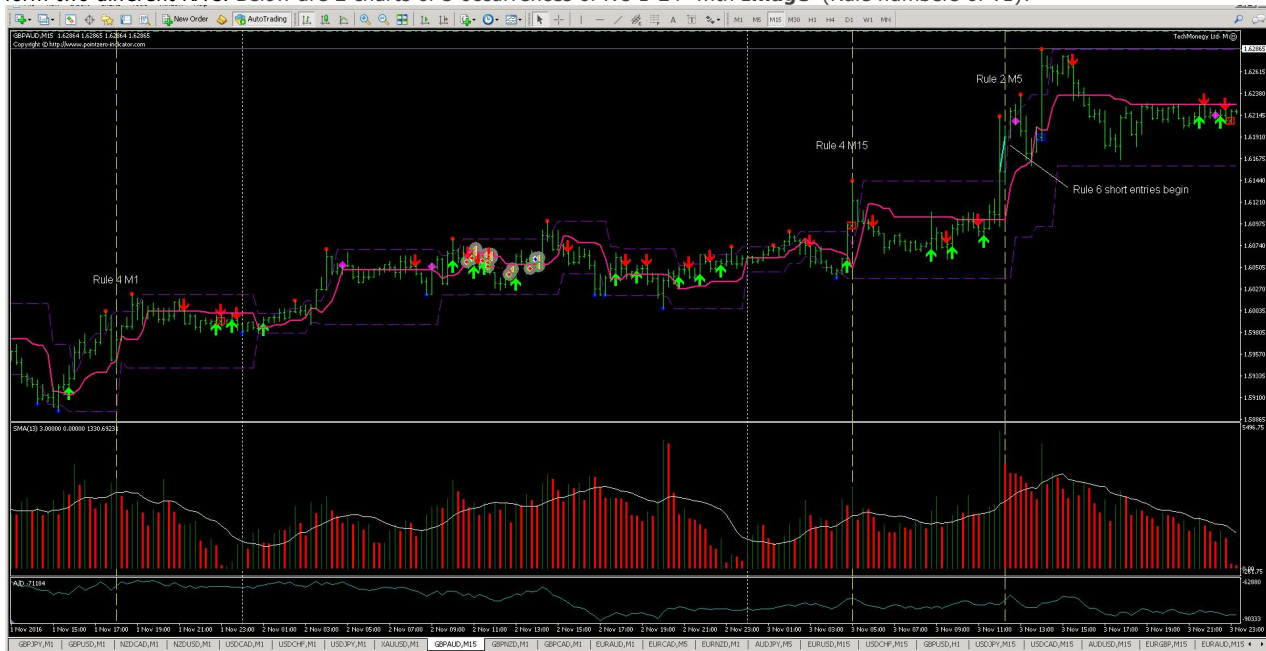 New Order AutoTrading M1 M5 M15 M30 H1 H4 D1 W1 MN
GBPAUD,M15 1.62864 1.62865 1.62864 1.62865
Copyright © http://www.pointzero-indicator.com
TechMonegy Ltd- MI
1.62865
1.62615
1.62380
1.62145
1.61910
1.61675
1.61440
1.61210
1.60975
1.60740
1.60505
1.60270
1.60035
1.59805
1.59570
1.59335
1.59100
1.58865
Rule 2 M5
Rule 4 M15
Rule 6 short entries begin
Rule 4 M1
SMA(13) 3.00000 0.00000 1330.6923
5496.75
0.00
A/D -71184
-62880
-90333
1 Nov 2016 1 Nov 15:00 1 Nov 17:00 1 Nov 19:00 1 Nov 21:00 1 Nov 23:00 2 Nov 01:00 2 Nov 03:00 2 Nov 05:00 2 Nov 07:00 2 Nov 09:00 2 Nov 11:00 2 Nov 13:00 2 Nov 15:00 2 Nov 17:00 2 Nov 19:00 2 Nov 21:00 2 Nov 23:00 3 Nov 01:00 3 Nov 03:00 3 Nov 05:00 3 Nov 07:00 3 Nov 09:00 3 Nov 11:00 3 Nov 13:00 3 Nov 15:00 3 Nov 17:00 3 Nov 19:00 3 Nov 21:00 3 Nov 23:00
GBPJPY,M1 GBPUSD,M1 NZDCAD,M1 NZDUSD,M1 USDCAD,M1 USDCHF,M1 USDJPY,M1 XAUUSD,M1 GBPAUD,M15 GBPNZD,M1 GBPCAD,M1 EURAUD,M1 EURCAD,M5 EURNZD,M1 AUDJPY,M5 EURUSD,M15 USDCHF,M15 GBPUSD,H1 USDJPY,M15 USDCAD,M15 AUDUSD,M15 EURGBP,M15 EURAUD,M15